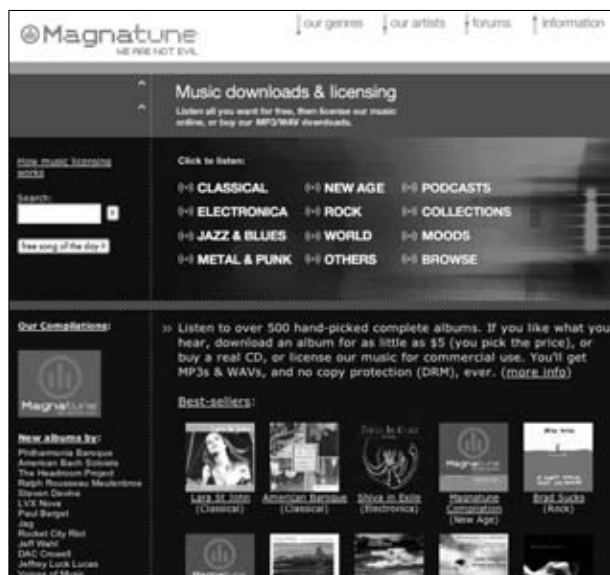 our genres our artists forums information
Magnatune
WE ARE NOT EVIL
Music downloads & licensing
Listen all you want for free, then license our music
online, or buy our MP3/WAV downloads.
How music licensing
works
Search:
free song of the day
Click to listen:
CLASSICAL NEW AGE PODCASTS
ELECTRONICA ROCK COLLECTIONS
JAZZ & BLUES WORLD MOODS
METAL & PUNK OTHERS BROWSE
Our Compilations:
Magnatune
New albums by:
Philharmonia Baroque
American Bach Soloists
The Headroom Project
Ralph Rousseau Meulenbroeks
Steven Devine
LVX Nova
Paul Berget
Jag
Rocket City Riot
Jeff Wahl
DAC Crowell
Jeffrey Luck Lucas
Voices of Music
» Listen to over 500 hand-picked complete albums. If you like what you
hear, download an album for as little as $5 (you pick the price), or
buy a real CD, or license our music for commercial use. You'll get
MP3s & WAVs, and no copy protection (DRM), ever. (more info)
Best-sellers:
Magnatune
Lara St John American Baroque Shiva in Exile Magnatune Brad Sucks
(Classical) (Classical) (Electronica) Compilation (Rock)
(New Age)